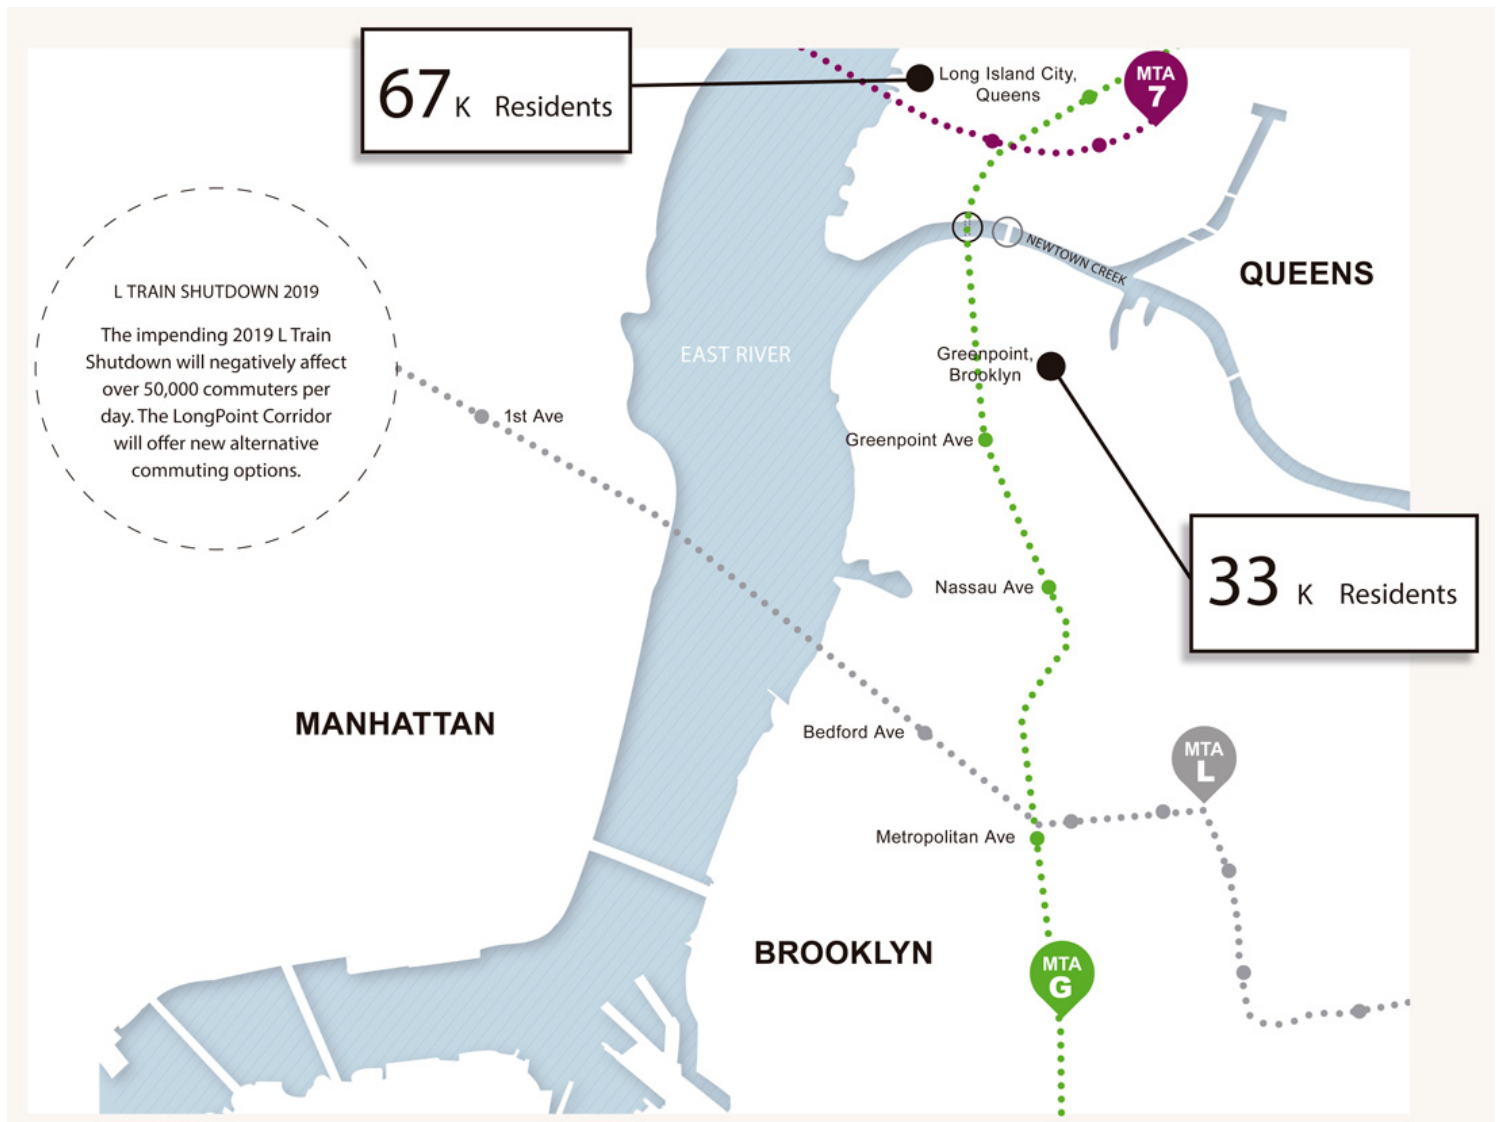 67 K Residents
Long Island City,
Queens
MTA
7
L TRAIN SHUTDOWN 2019
The impending 2019 L Train
Shutdown will negatively affect
over 50,000 commuters per
day. The LongPoint Corridor
will offer new alternative
commuting options.
NEWTOWN CREEK
QUEENS
EAST RIVER
Greenpoint,
Brooklyn
1st Ave
Greenpoint Ave
33 K Residents
Nassau Ave
MANHATTAN
Bedford Ave
MTA
L
Metropolitan Ave
BROOKLYN
MTA
G